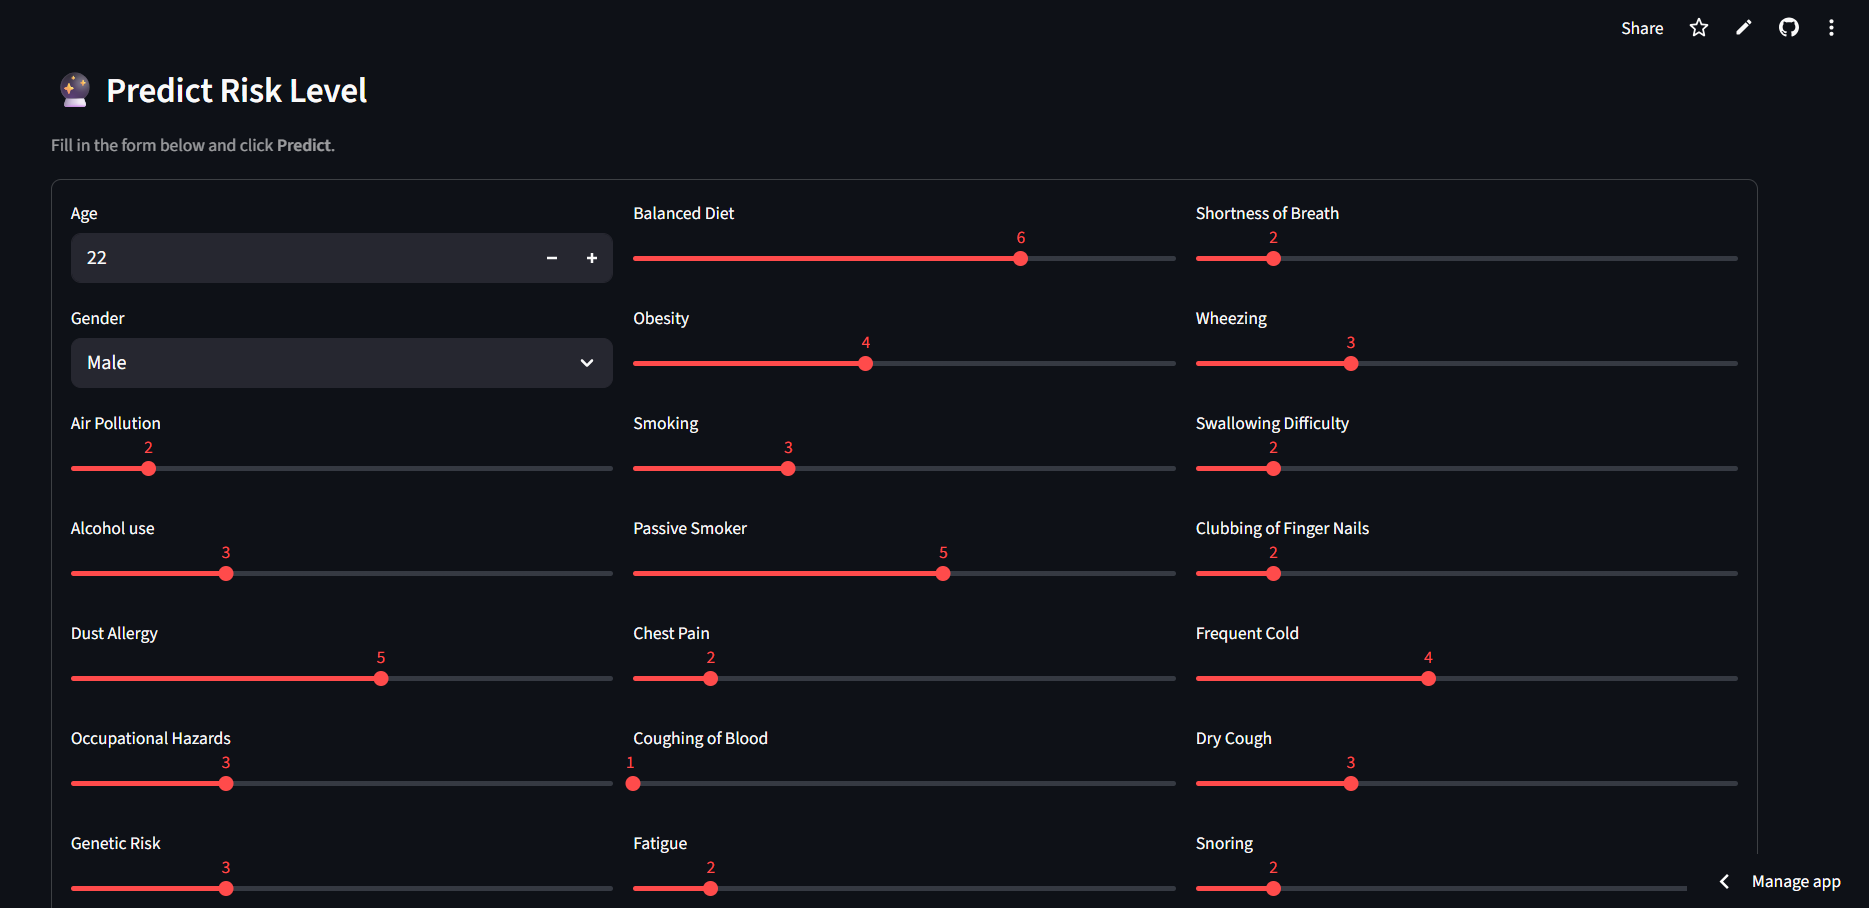 Share
Predict Risk Level
Fill in the form below and click Predict.
Age
22
Gender
Male
Air Pollution
2
Alcohol use
3
Dust Allergy
5
Occupational Hazards
3
Genetic Risk
3
Balanced Diet
6
Obesity
4
Smoking
3
Passive Smoker
5
Chest Pain
2
Coughing of Blood
1
Fatigue
2
Shortness of Breath
2
Wheezing
3
Swallowing Difficulty
2
Clubbing of Finger Nails
2
Frequent Cold
4
Dry Cough
3
Snoring
2
Manage app